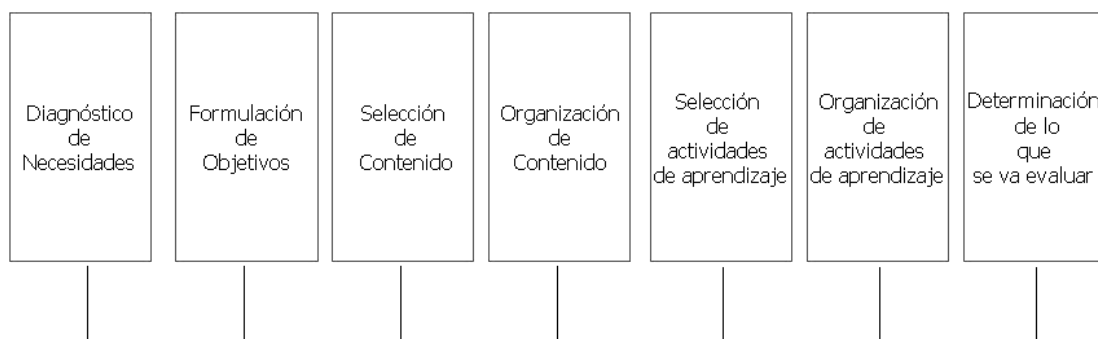 Diagnóstico
de
Necesidades
Formulación
de
Objetivos
Selección
de
Contenido
Organización
de
Contenido
Selección
de
actividades
de aprendizaje
Organización
de
actividades
de aprendizaje
Determinación
de lo
que
se va evaluar